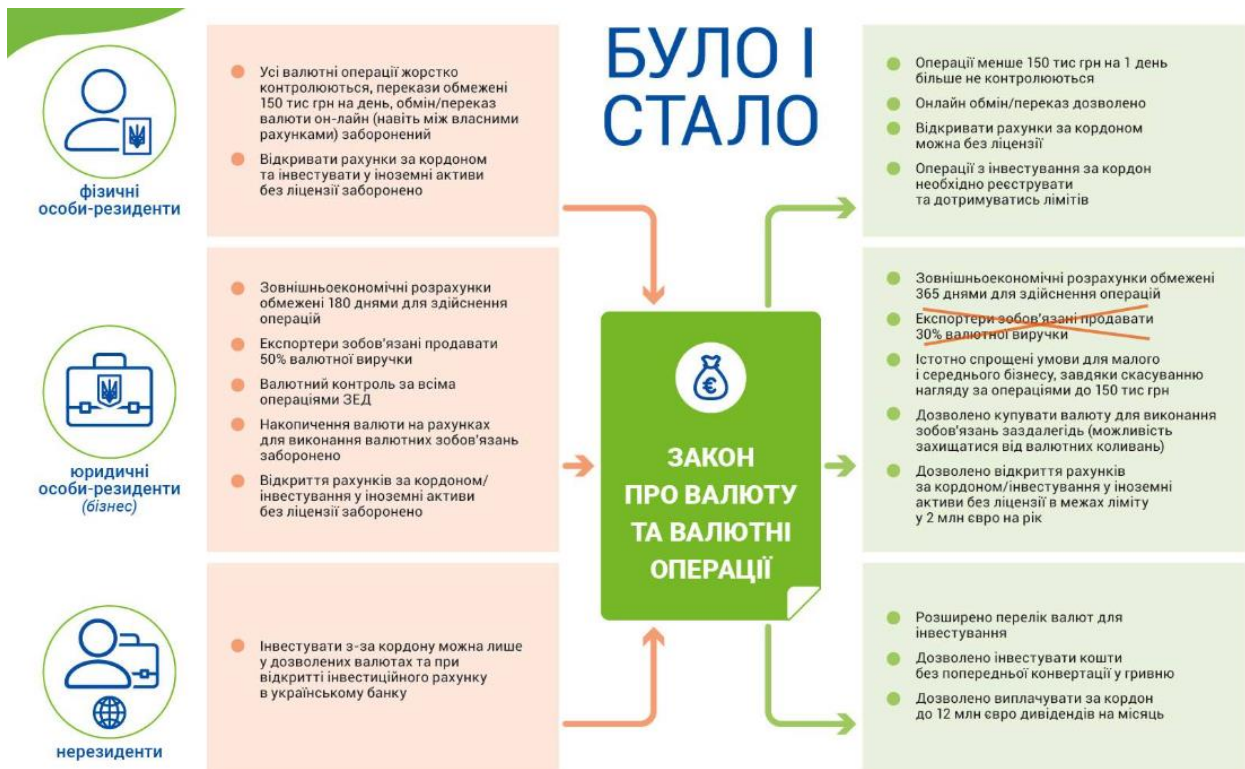 БУЛО І
СТАЛО
фізичні
особи-резиденти
Усі валютні операції жорстко
контролюються, перекази обмежені
150 тис грн на день, обмін/переказ
валюти он-лайн (навіть між власними
рахунками) заборонений
Відкривати рахунки за кордоном
та інвестувати у іноземні активи
без ліцензії заборонено
Операції менше 150 тис грн на 1 день
більше не контролюються
Онлайн обмін/переказ дозволено
Відкривати рахунки за кордоном
можна без ліцензії
Операції з інвестування за кордон
необхідно реєструвати
та дотримуватись лімітів
юридичні
особи-резиденти
(бізнес)
Зовнішньоекономічні розрахунки
обмежені 180 днями для здійснення
операцій
Експортери зобов'язані продавати
50% валютної виручки
Валютний контроль за всіма
операціями ЗЕД
Накопичення валюти на рахунках
для виконання валютних зобов'язань
заборонено
Відкриття рахунків за кордоном/
інвестування у іноземні активи
без ліцензії заборонено
ЗАКОН
ПРО ВАЛЮТУ
ТА ВАЛЮТНІ
ОПЕРАЦІЇ
Зовнішньоекономічні розрахунки обмежені
365 днями для здійснення операцій
Експортери зобов'язані продавати
30% валютної виручки
Істотно спрощені умови для малого
і середнього бізнесу, завдяки скасуванню
нагляду за операціями до 150 тис грн
Дозволено купувати валюту для виконання
зобов'язань заздалегідь (можливість
захищатися від валютних коливань)
Дозволено відкриття рахунків
за кордоном/інвестування у іноземні
активи без ліцензії в межах ліміту
у 2 млн євро на рік
нерезиденти
Інвестувати з-за кордону можна лише
у дозволених валютах та при
відкритті інвестиційного рахунку
в українському банку
Розширено перелік валют для
інвестування
Дозволено інвестувати кошти
без попередньої конвертації у гривню
Дозволено виплачувати за кордон
до 12 млн євро дивідендів на місяць